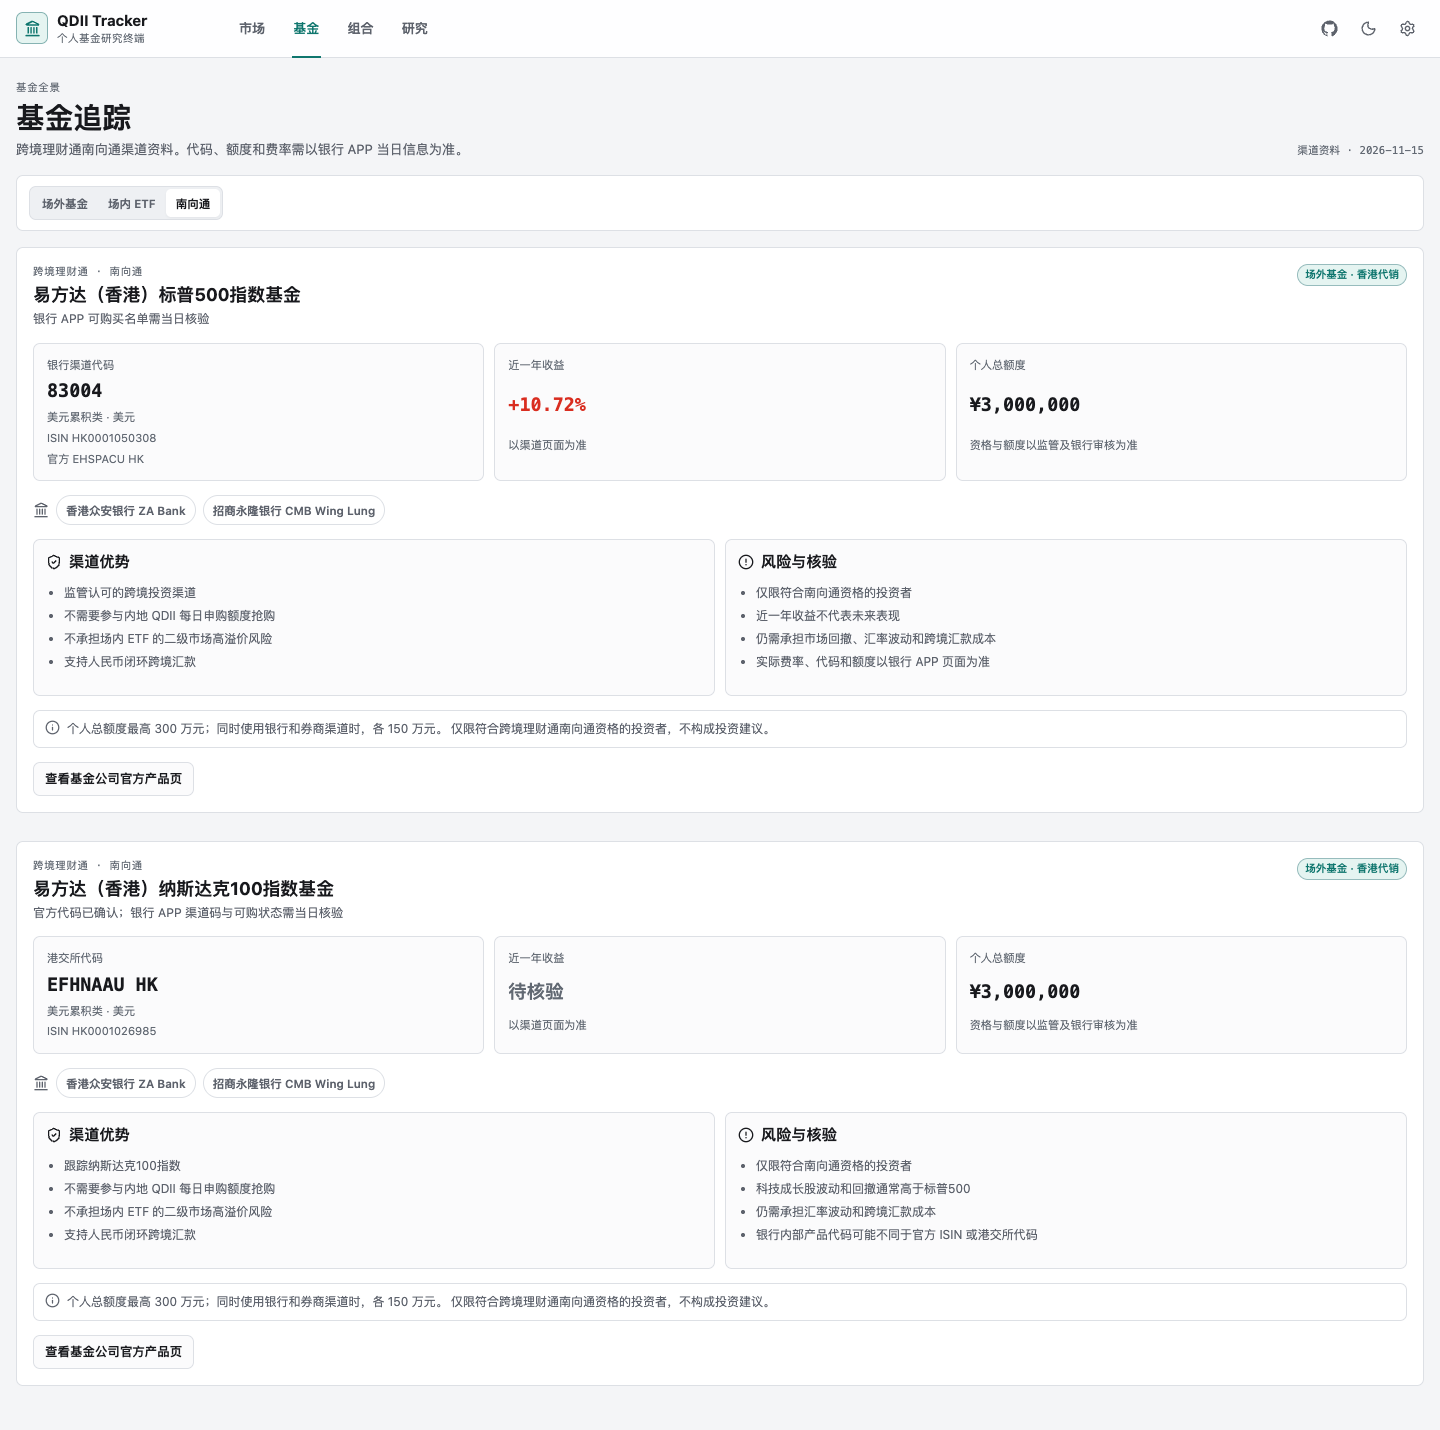 QDII Tracker
个人基金研究终端
市场
基金
组合
研究
基金全景
基金追踪
跨境理财通南向通渠道资料。代码、额度和费率需以银行 APP 当日信息为准。
渠道资料 · 2026-11-15
场外基金
场内 ETF
南向通
跨境理财通 · 南向通
易方达（香港）标普500指数基金
银行 APP 可购买名单需当日核验
场外基金 · 香港代销
银行渠道代码
83004
美元累积类 · 美元
ISIN HK0001050308
官方 EHSPACU HK
近一年收益
+10.72%
以渠道页面为准
个人总额度
¥3,000,000
资格与额度以监管及银行审核为准
香港众安银行 ZA Bank
招商永隆银行 CMB Wing Lung
渠道优势
监管认可的跨境投资渠道
不需要参与内地 QDII 每日申购额度抢购
不承担场内 ETF 的二级市场高溢价风险
支持人民币闭环跨境汇款
风险与核验
仅限符合南向通资格的投资者
近一年收益不代表未来表现
仍需承担市场回撤、汇率波动和跨境汇款成本
实际费率、代码和额度以银行 APP 页面为准
个人总额度最高 300 万元；同时使用银行和券商渠道时，各 150 万元。 仅限符合跨境理财通南向通资格的投资者，不构成投资建议。
查看基金公司官方产品页
跨境理财通 · 南向通
易方达（香港）纳斯达克100指数基金
官方代码已确认；银行 APP 渠道码与可购状态需当日核验
场外基金 · 香港代销
港交所代码
EFHNAAU HK
美元累积类 · 美元
ISIN HK0001026985
近一年收益
待核验
以渠道页面为准
个人总额度
¥3,000,000
资格与额度以监管及银行审核为准
香港众安银行 ZA Bank
招商永隆银行 CMB Wing Lung
渠道优势
跟踪纳斯达克100指数
不需要参与内地 QDII 每日申购额度抢购
不承担场内 ETF 的二级市场高溢价风险
支持人民币闭环跨境汇款
风险与核验
仅限符合南向通资格的投资者
科技成长股波动和回撤通常高于标普500
仍需承担汇率波动和跨境汇款成本
银行内部产品代码可能不同于官方 ISIN 或港交所代码
个人总额度最高 300 万元；同时使用银行和券商渠道时，各 150 万元。 仅限符合跨境理财通南向通资格的投资者，不构成投资建议。
查看基金公司官方产品页